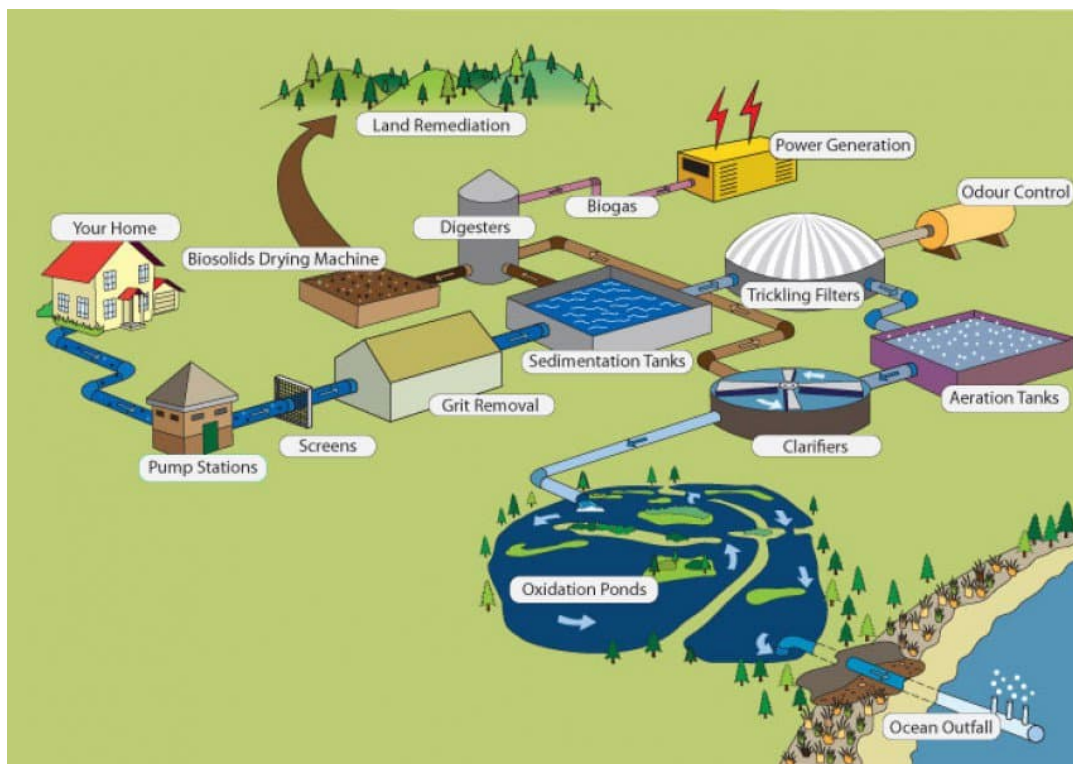 Land Remediation
Power Generation
Odour Control
Biogas
Your Home
Digesters
Biosolids Drying Machine
Trickling Filters
Sedimentation Tanks
Grit Removal
Aeration Tanks
Screens
Clarifiers
Pump Stations
Oxidation Ponds
Ocean Outfall